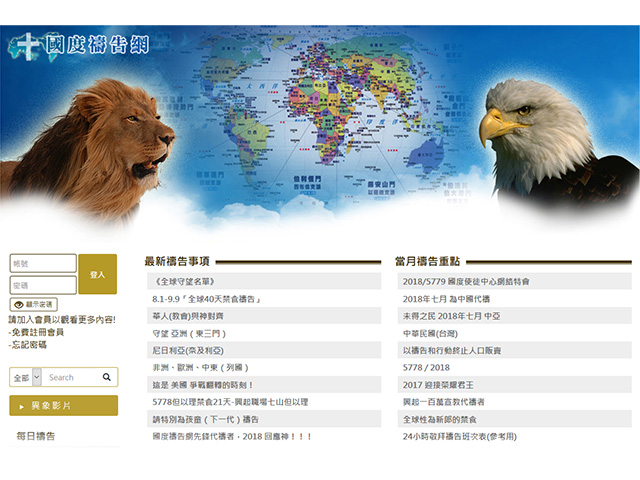 國度禱告網
大西洋
印度洋
帳號
密碼
登入
顯示密碼
請加入會員以觀看更多內容!
-免費註冊會員
-忘記密碼
全部
Search
異象影片
每日禱告
最新禱告事項
《全球守望名單》
8.1-9.9「全球40天禁食禱告」
華人(教會)與神對齊
守望 亞洲（東三門）
尼日利亞(奈及利亞)
非洲、歐洲、中東（列國）
這是 美國 爭戰翻轉的時刻！
5778但以理禁食21天-興起職場七山但以理
請特別為孩童（下一代）禱告
國度禱告網先鋒代禱者，2018 回應神！！！
當月禱告重點
2018/5779 國度使徒中心網絡特會
2018年七月 為中國代禱
未得之民 2018年七月 中亞
中華民國(台灣)
以禱告和行動終止人口販賣
5778 / 2018
2017 迎接榮耀君王
興起一百萬宣教代禱者
全球性為新郎的禁食
24小時敬拜禱告班次表(參考用)